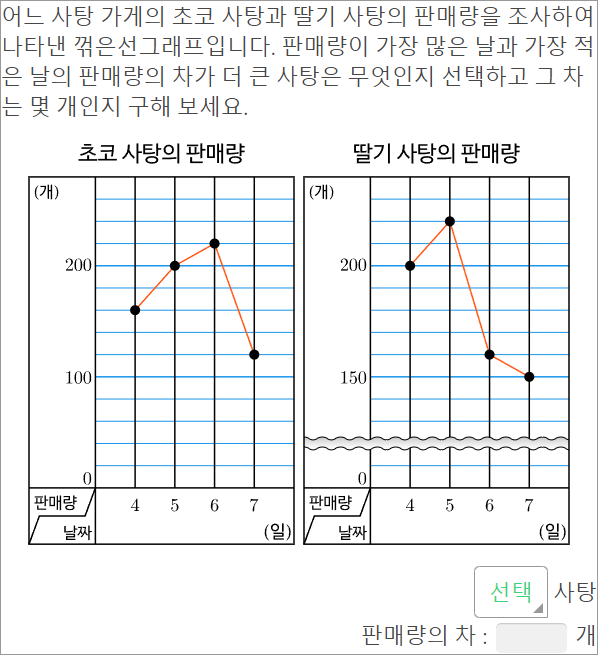 어느 사탕 가게의 초코 사탕과 딸기 사탕의 판매량을 조사하여
나타낸 꺾은선그래프입니다. 판매량이 가장 많은 날과 가장 적
은 날의 판매량의 차가 더 큰 사탕은 무엇인지 선택하고 그 차
는 몇 개인지 구해 보세요.
초코 사탕의 판매량
(개)
200
100
0
판매량
날짜
4 5 6 7
(일)
딸기 사탕의 판매량
(개)
200
150
0
판매량
날짜
4 5 6 7
(일)
선택 사탕
판매량의 차 : 개